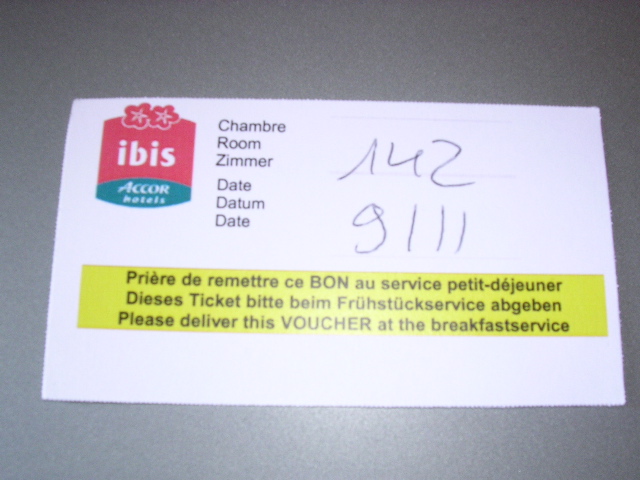 ibis
ACCOR
hotels
Chambre
Room
Zimmer
142
Date
Datum
Date
9/11
Prière de remettre ce BON au service petit-déjeuner
Dieses Ticket bitte beim Frühstückservice abgeben
Please deliver this VOUCHER at the breakfastservice